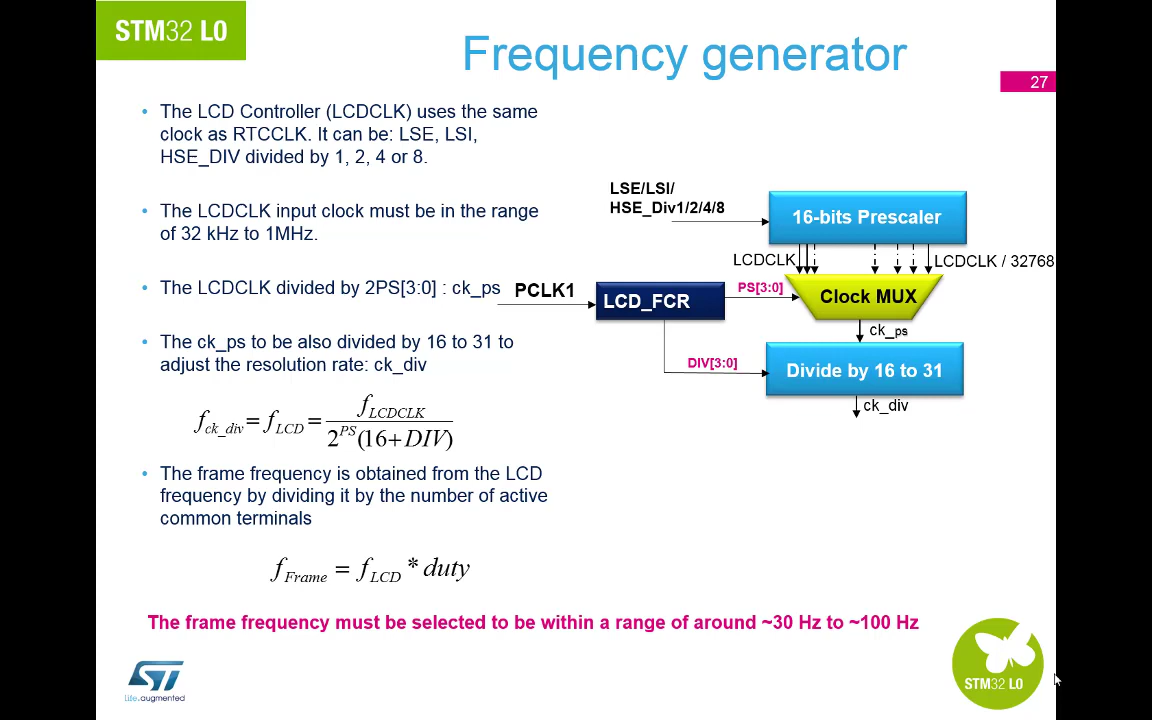 STM32 L0
Frequency generator
27
• The LCD Controller (LCDCLK) uses the same
clock as RTCCLK. It can be: LSE, LSI,
HSE_DIV divided by 1, 2, 4 or 8.
• The LCDCLK input clock must be in the range
of 32 kHz to 1MHz.
• The LCDCLK divided by 2PS[3:0] : ck_ps
• The ck_ps to be also divided by 16 to 31 to
adjust the resolution rate: ck_div
f_ck_div = f_LCD = f_LCDCLK / 2^PS(16+DIV)
• The frame frequency is obtained from the LCD
frequency by dividing it by the number of active
common terminals
f_Frame = f_LCD * duty
LSE/LSI/
HSE_Div1/2/4/8
16-bits Prescaler
LCDCLK
LCDCLK / 32768
PCLK1
LCD_FCR
PS[3:0]
Clock MUX
ck_ps
DIV[3:0]
Divide by 16 to 31
ck_div
The frame frequency must be selected to be within a range of around ~30 Hz to ~100 Hz
ST
life.augmented
STM32 L0